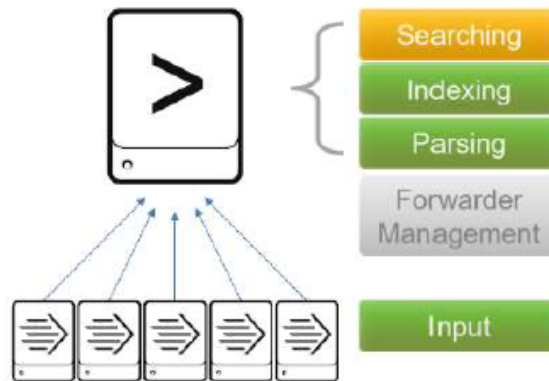 Searching
Indexing
Parsing
Forwarder
Management
Input